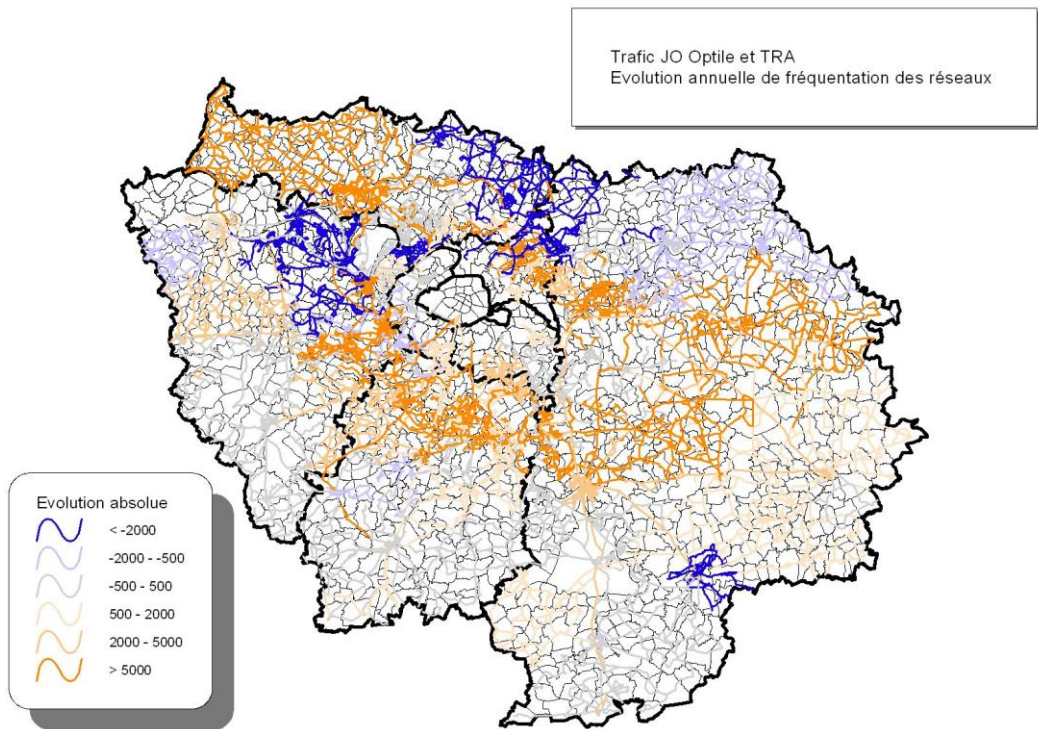 Trafic JO Optile et TRA
Evolution annuelle de fréquentation des réseaux
Evolution absolue
< -2000
-2000 - -500
-500 - 500
500 - 2000
2000 - 5000
> 5000